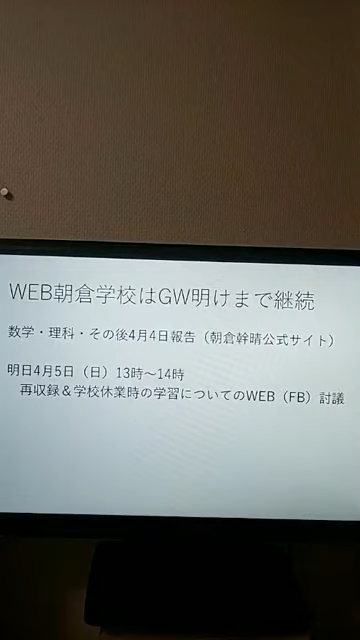 WEB朝倉学校はGW明けまで継続
数学・理科・その後4月4日報告（朝倉幹晴公式サイト）
明日4月5日（日）13時〜14時
再収録＆学校休業時の学習についてのWEB（FB）討議